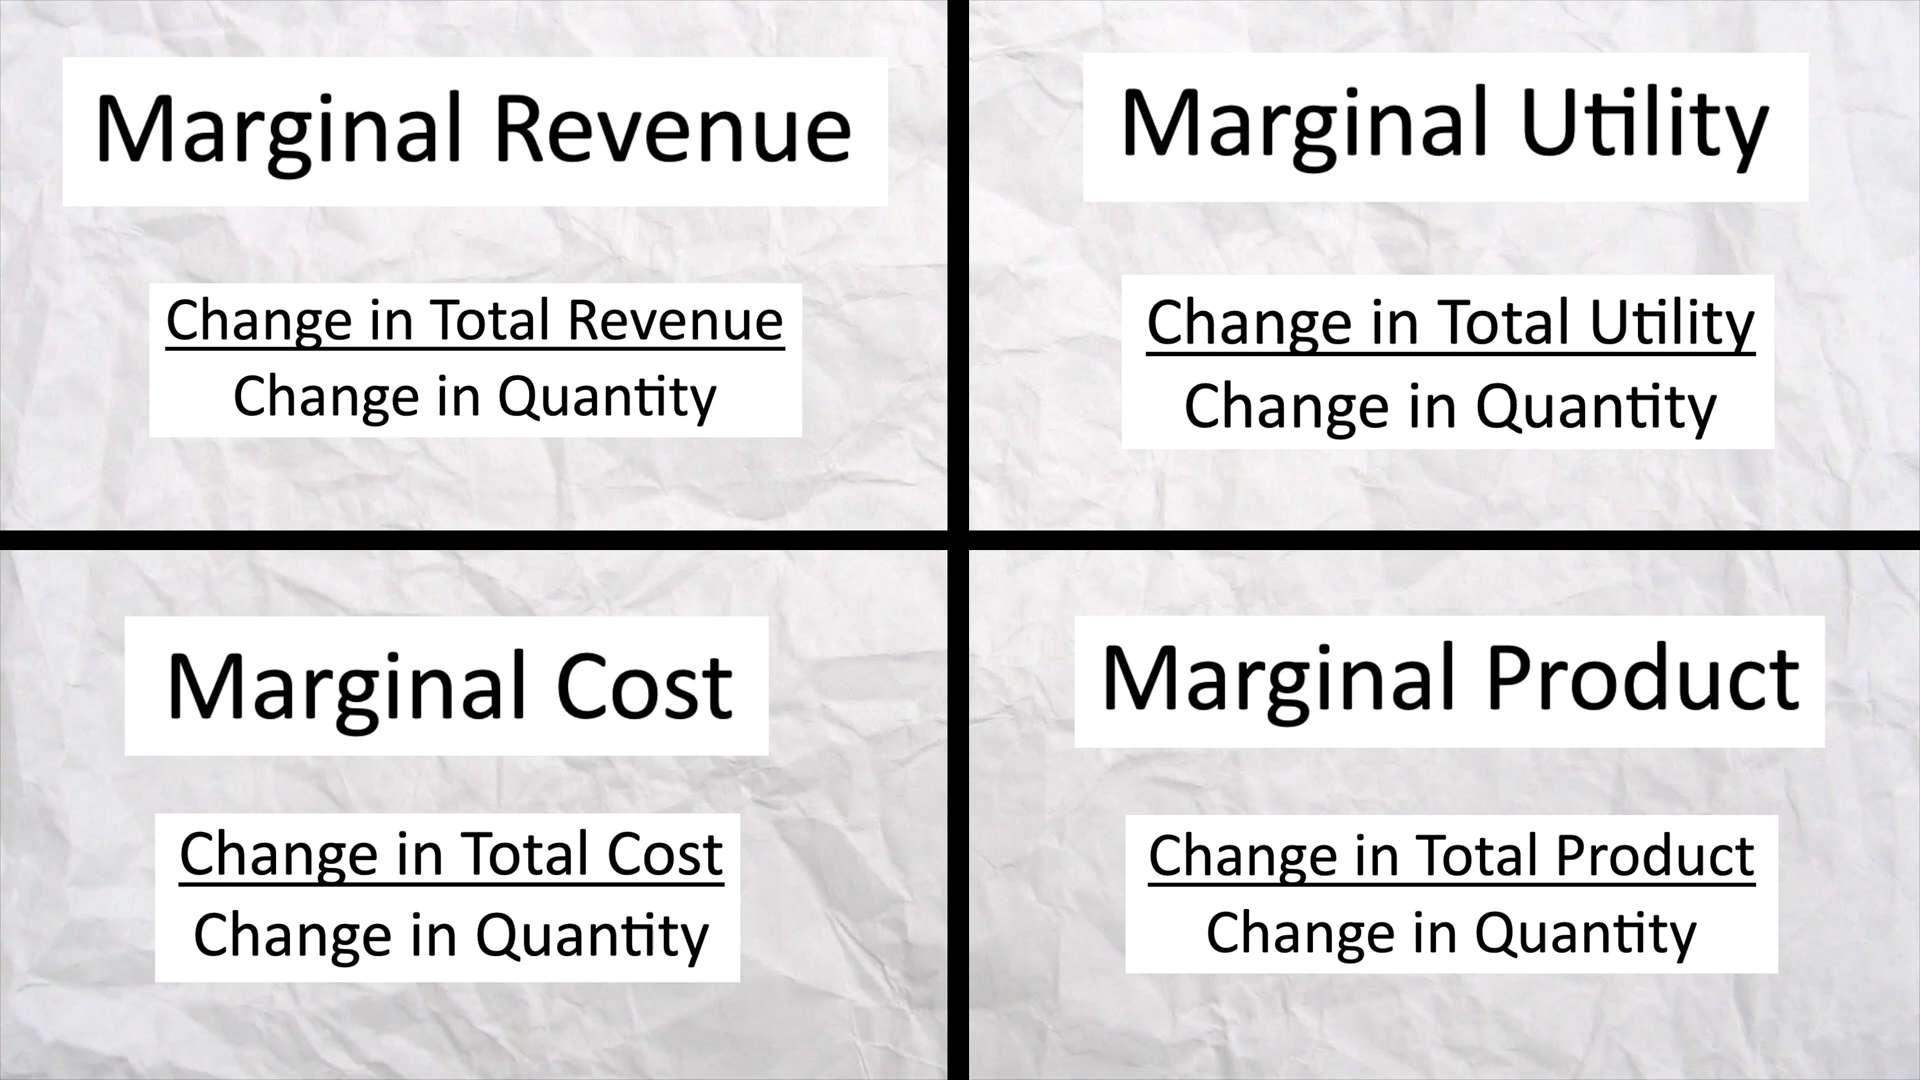 Marginal Revenue
Change in Total Revenue
Change in Quantity
Marginal Utility
Change in Total Utility
Change in Quantity
Marginal Cost
Change in Total Cost
Change in Quantity
Marginal Product
Change in Total Product
Change in Quantity